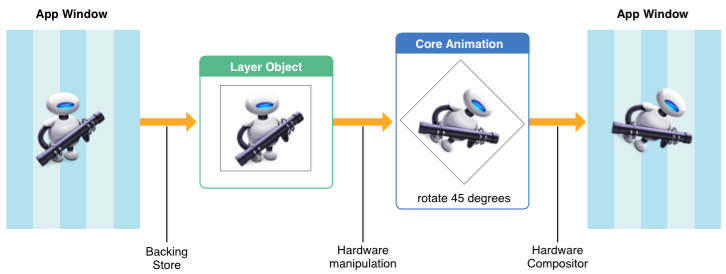 App Window
Layer Object
Core Animation
App Window
rotate 45 degrees
Backing
Store
Hardware
manipulation
Hardware
Compositor